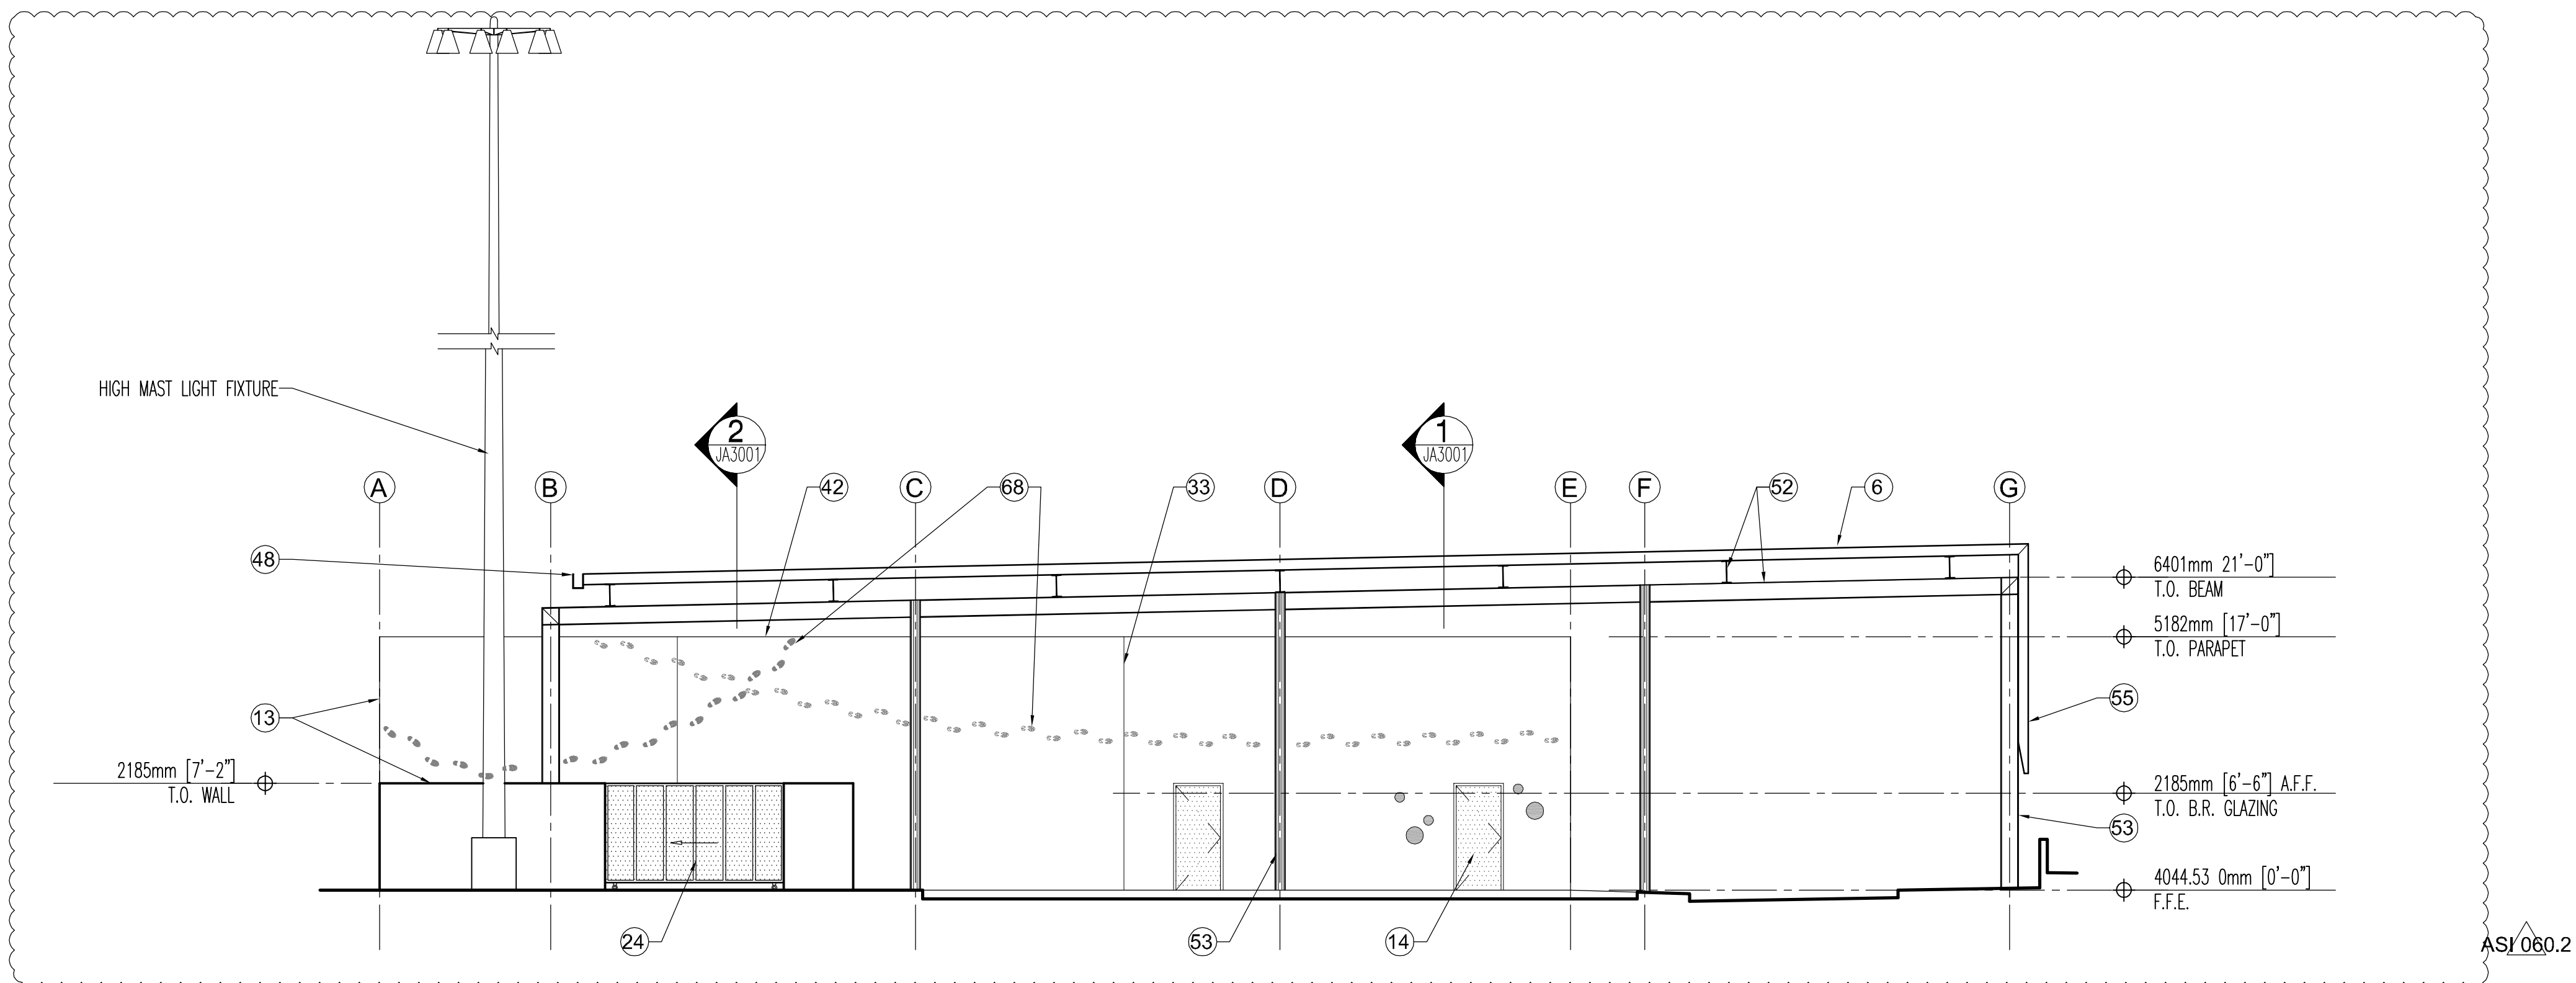 HIGH MAST LIGHT FIXTURE
2
JA3001
1
JA3001
A
B
42
C
68
33
D
E
F
52
6
G
48
6401mm 21'-0"]
T.O. BEAM
5182mm [17'-0"]
T.O. PARAPET
13
55
2185mm [7'-2"]
T.O. WALL
2185mm [6'-6"] A.F.F.
T.O. B.R. GLAZING
53
4044.53 0mm [0'-0"]
F.F.E.
24
53
14
ASI 060.2